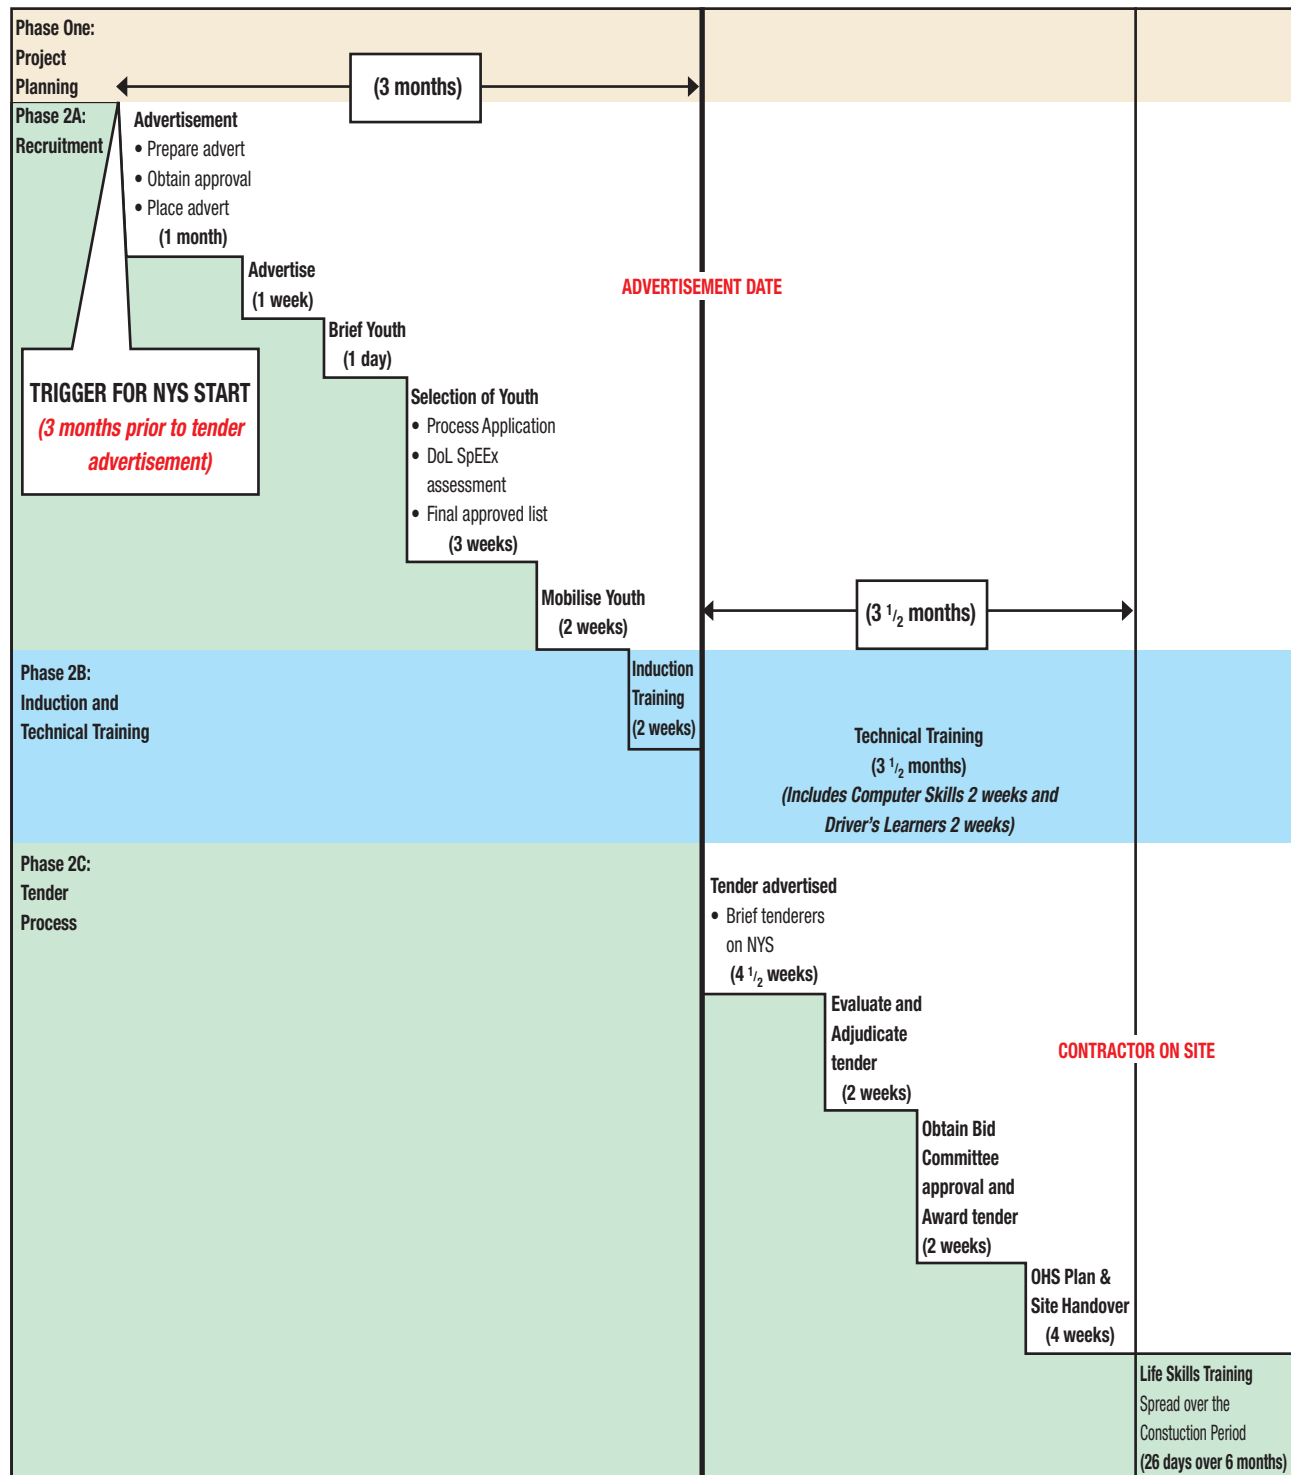 Phase One:
Project
Planning
(3 months)
Phase 2A:
Recruitment
Advertisement
• Prepare advert
• Obtain approval
• Place advert
(1 month)
Advertise
(1 week)
ADVERTISEMENT DATE
Brief Youth
(1 day)
TRIGGER FOR NYS START
(3 months prior to tender
advertisement)
Selection of Youth
• Process Application
• DoL SpEEx
assessment
• Final approved list
(3 weeks)
Mobilise Youth
(2 weeks)
(3 1/2 months)
Phase 2B:
Induction and
Technical Training
Induction
Training
(2 weeks)
Technical Training
(3 1/2 months)
(Includes Computer Skills 2 weeks and
Driver's Learners 2 weeks)
Phase 2C:
Tender
Process
Tender advertised
• Brief tenderers
on NYS
(4 1/2 weeks)
Evaluate and
Adjudicate
tender
(2 weeks)
CONTRACTOR ON SITE
Obtain Bid
Committee
approval and
Award tender
(2 weeks)
OHS Plan &
Site Handover
(4 weeks)
Life Skills Training
Spread over the
Constuction Period
(26 days over 6 months)